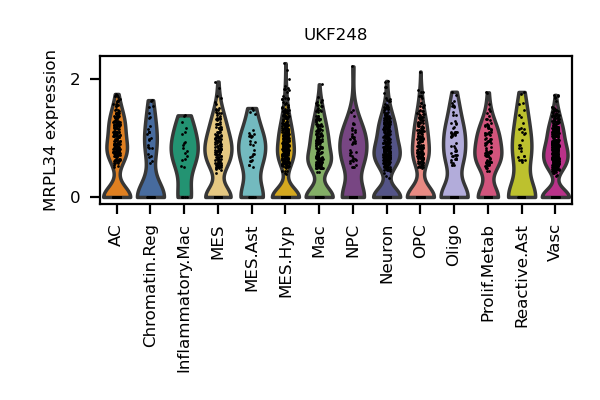 UKF248
MRPL34 expression
2
0
AC
Chromatin.Reg
Inflammatory.Mac
MES
MES.Ast
MES.Hyp
Mac
NPC
Neuron
OPC
Oligo
Prolif.Metab
Reactive.Ast
Vasc